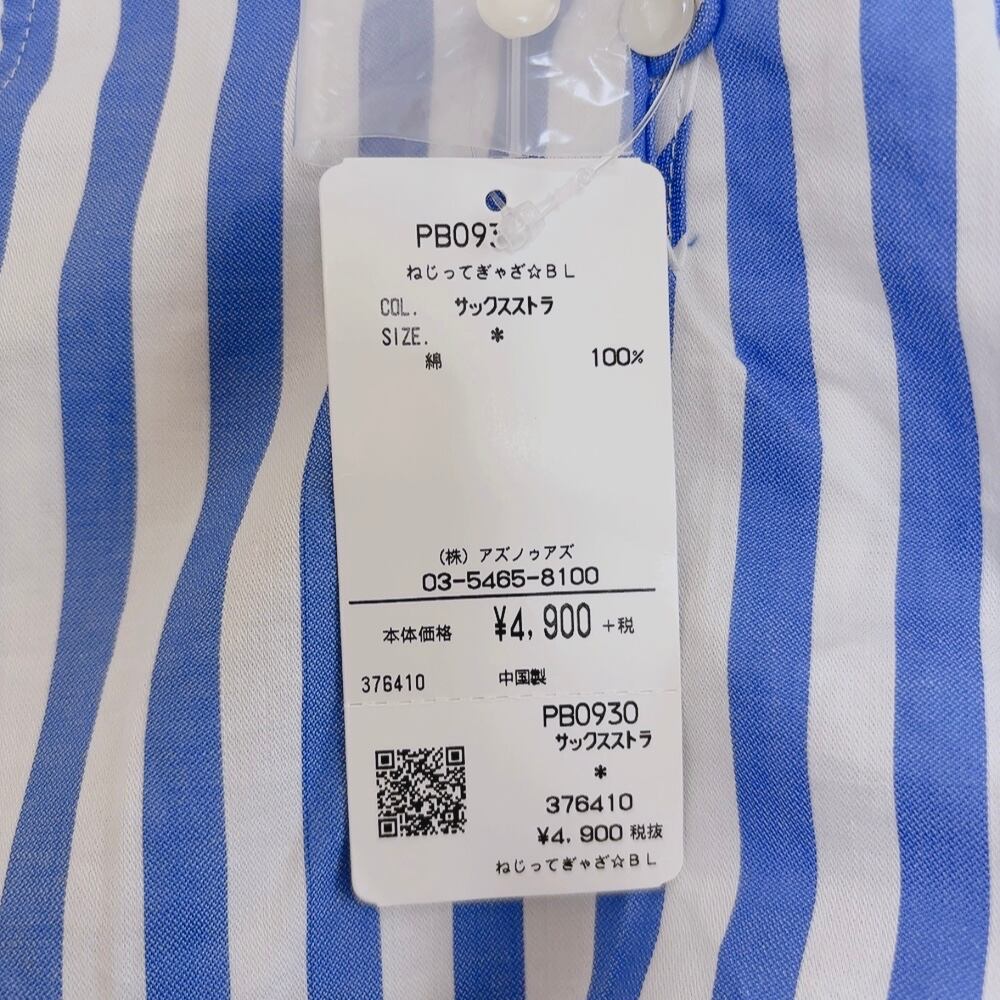 PB093
ねじってぎゃざ☆BL
COL. サックスストラ
SIZE. *
綿 100%
(株) アズノゥアズ
03-5465-8100
本体価格 ¥4,900 +税
376410 中国製
PB0930
サックスストラ
*
376410
¥4,900 税抜
ねじってぎゃざ☆BL